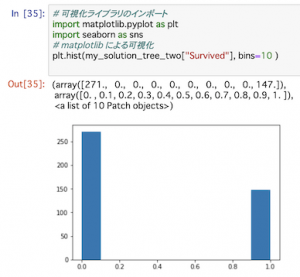 In [35]: # 可視化ライブラリのインポート
import matplotlib.pyplot as plt
import seaborn as sns
# matplotlib による可視化
plt.hist(my_solution_tree_two["Survived"], bins=10 )
Out[35]: (array([271., 0., 0., 0., 0., 0., 0., 0., 0., 147.]),
array([0. , 0.1, 0.2, 0.3, 0.4, 0.5, 0.6, 0.7, 0.8, 0.9, 1. ]),
<a list of 10 Patch objects>)
250
200
150
100
50
0
0.0 0.2 0.4 0.6 0.8 1.0